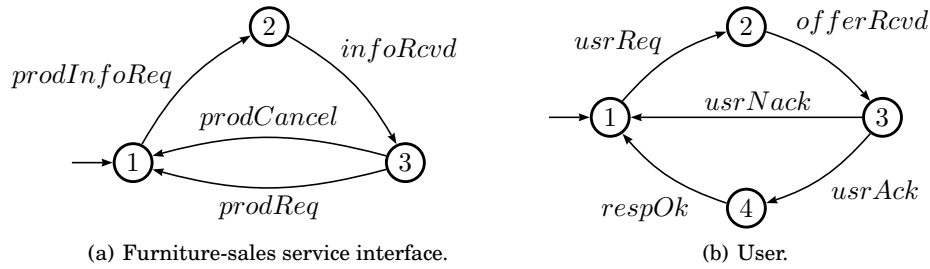 2
prodInfoReq
infoRcvd
prodCancel
1
3
prodReq
(a) Furniture-sales service interface.
usrReq
2
offerRcvd
usrNack
1
3
respOk
4
usrAck
(b) User.